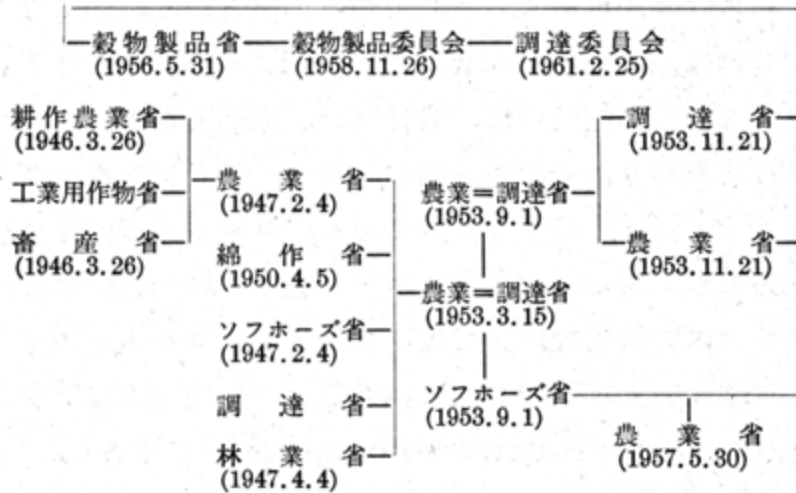 穀物製品省 穀物製品委員会 調達委員会
(1956.5.31) (1958.11.26) (1961.2.25)
耕作農業省 調達省
(1946.3.26) (1953.11.21)
農業省 農業=調達省
(1947.2.4) (1953.9.1)
工業用作物省
畜産省 綿作省 農業省
(1946.3.26) (1950.4.5) (1953.11.21)
農業=調達省
(1953.3.15)
ソフホーズ省
(1947.2.4)
調達省 ソフホーズ省
(1953.9.1)
林業省 農業省
(1947.4.4) (1957.5.30)